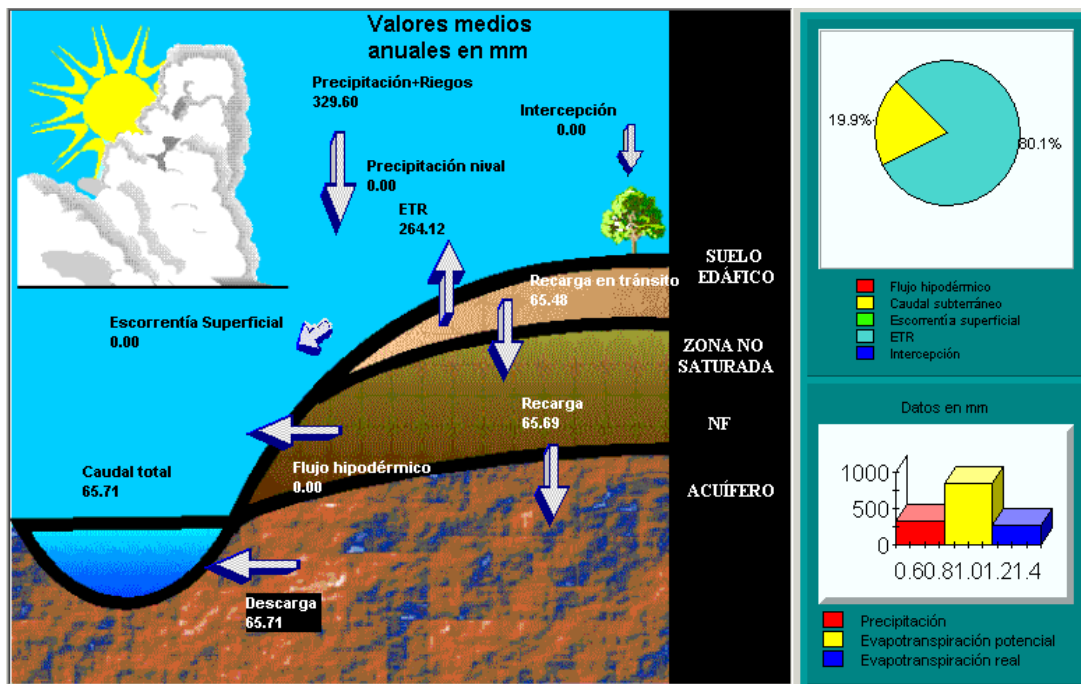 Valores medios
anuales en mm
Precipitación+Riegos
329.60
Intercepción
0.00
Precipitación nival
0.00
ETR
264.12
SUELO
EDÁFICO
Recarga en tránsito
65.48
Escorrentía Superficial
0.00
ZONA NO
SATURADA
Recarga
65.69
NF
Caudal total
65.71
Flujo hipodérmico
0.00
ACUÍFERO
Descarga
65.71
19.9%
80.1%
Flujo hipodérmico
Caudal subterráneo
Escorrentía superficial
ETR
Intercepción
Datos en mm
1000
500
0
0.60.81.01.21.4
Precipitación
Evapotranspiración potencial
Evapotranspiración real